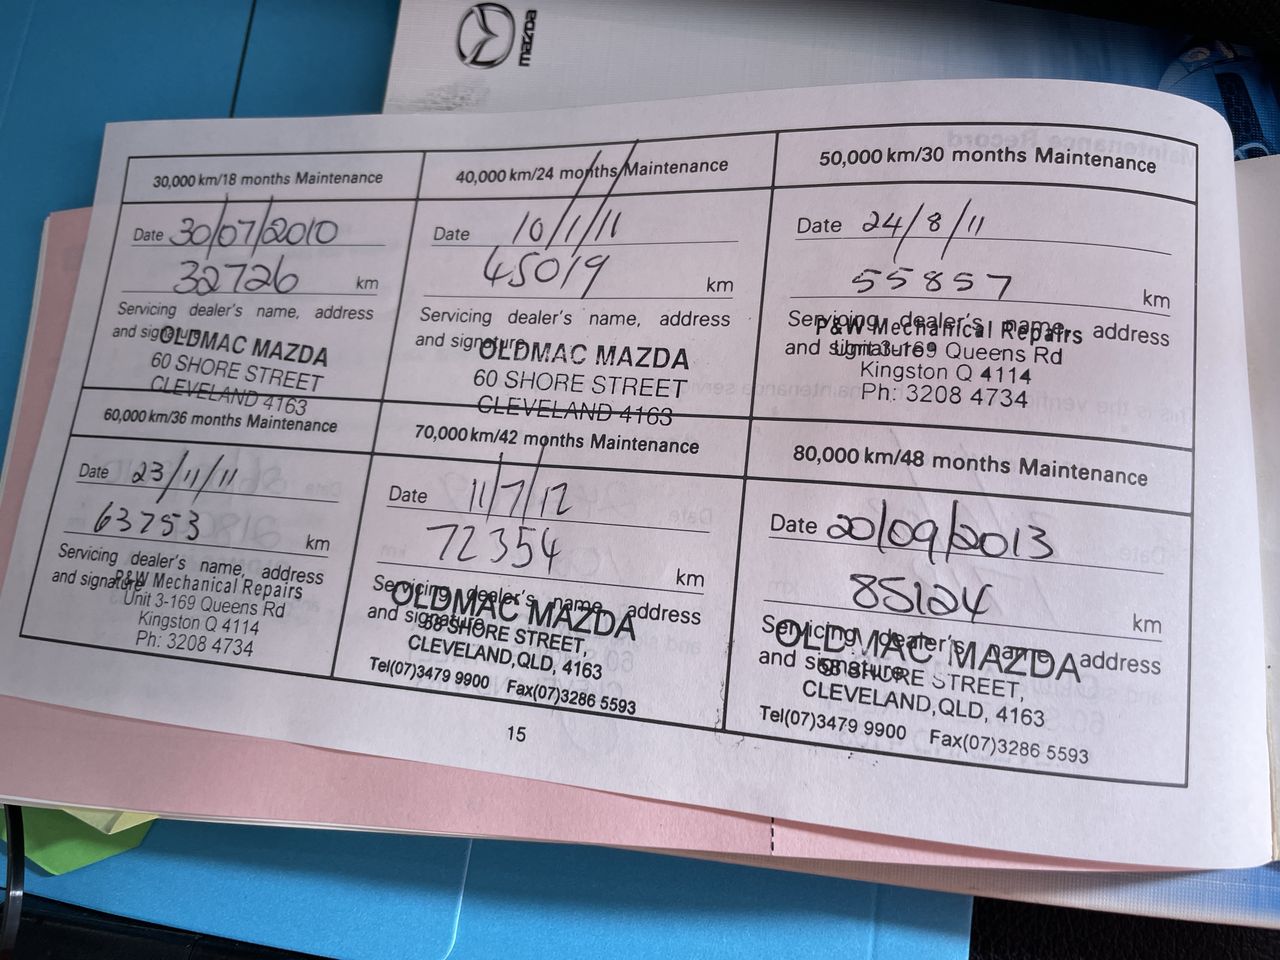 mazda
30,000 km/18 months Maintenance
Date 30/07/2010
32726 km
Servicing dealer's name, address
and signature
OLDMAC MAZDA
60 SHORE STREET
CLEVELAND 4163
40,000 km/24 months Maintenance
Date 10/1/11
45019 km
Servicing dealer's name, address
and signature
OLDMAC MAZDA
60 SHORE STREET
CLEVELAND 4163
50,000 km/30 months Maintenance
Date 24/8/11
55857 km
Servicing dealer's name, address
and signature
P&W Mechanical Repairs
Unit 3-169 Queens Rd
Kingston Q 4114
Ph: 3208 4734
60,000 km/36 months Maintenance
Date 23/11/11
63753 km
Servicing dealer's name, address
and signature
P&W Mechanical Repairs
Unit 3-169 Queens Rd
Kingston Q 4114
Ph: 3208 4734
70,000 km/42 months Maintenance
Date 11/7/12
72354 km
Servicing dealer's name, address
and signature
OLDMAC MAZDA
58 SHORE STREET,
CLEVELAND,QLD, 4163
Tel(07)3479 9900 Fax(07)3286 5593
80,000 km/48 months Maintenance
Date 20/09/2013
85124 km
Servicing dealer's name, address
and signature
OLDMAC MAZDA
58 SHORE STREET,
CLEVELAND,QLD, 4163
Tel(07)3479 9900 Fax(07)3286 5593
15